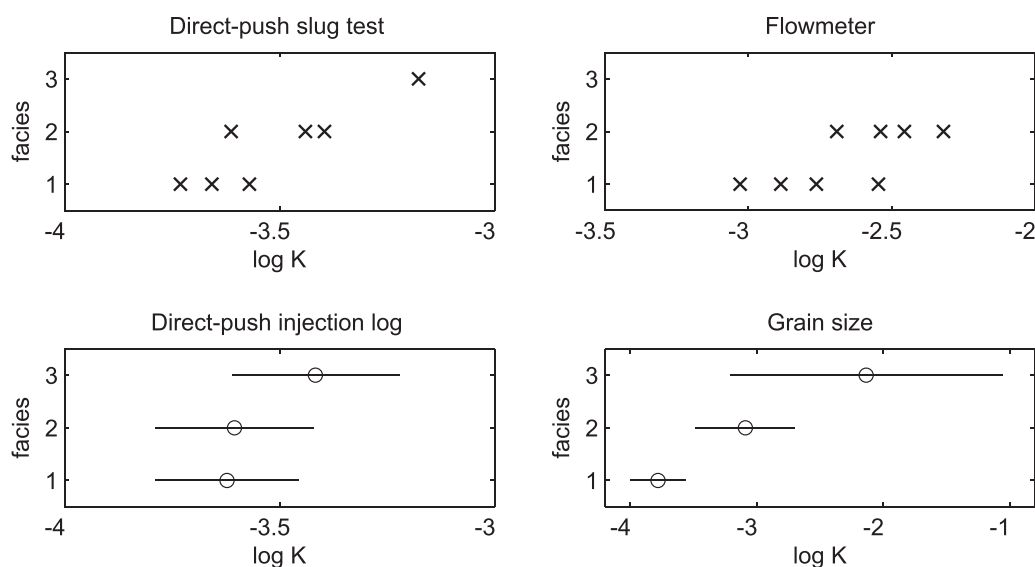 Direct-push slug test
3
2
1
facies
-4 -3.5 -3
log K
Flowmeter
3
2
1
facies
-3.5 -3 -2.5 -2
log K
Direct-push injection log
3
2
1
facies
-4 -3.5 -3
log K
Grain size
3
2
1
facies
-4 -3 -2 -1
log K